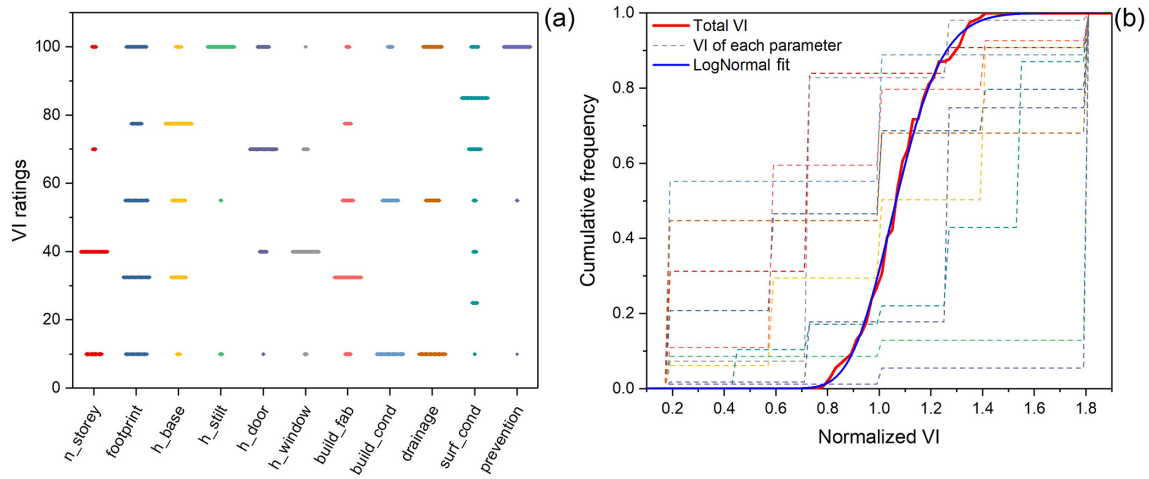 (a)
VI ratings
100
80
60
40
20
0
n_storey
footprint
h_base
h_stilt
h_door
h_window
build_fab
build_cond
drainage
surf_cond
prevention
(b)
Total VI
VI of each parameter
LogNormal fit
Cumulative frequency
1.0
0.8
0.6
0.4
0.2
0.0
0.2 0.4 0.6 0.8 1.0 1.2 1.4 1.6 1.8
Normalized VI